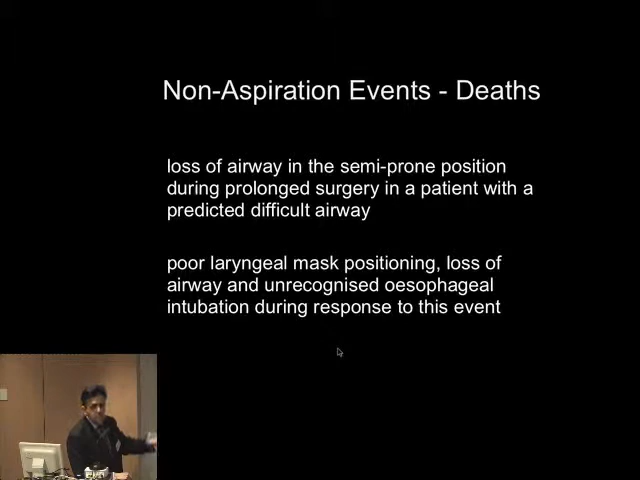 Non-Aspiration Events - Deaths
loss of airway in the semi-prone position
during prolonged surgery in a patient with a
predicted difficult airway
poor laryngeal mask positioning, loss of
airway and unrecognised oesophageal
intubation during response to this event